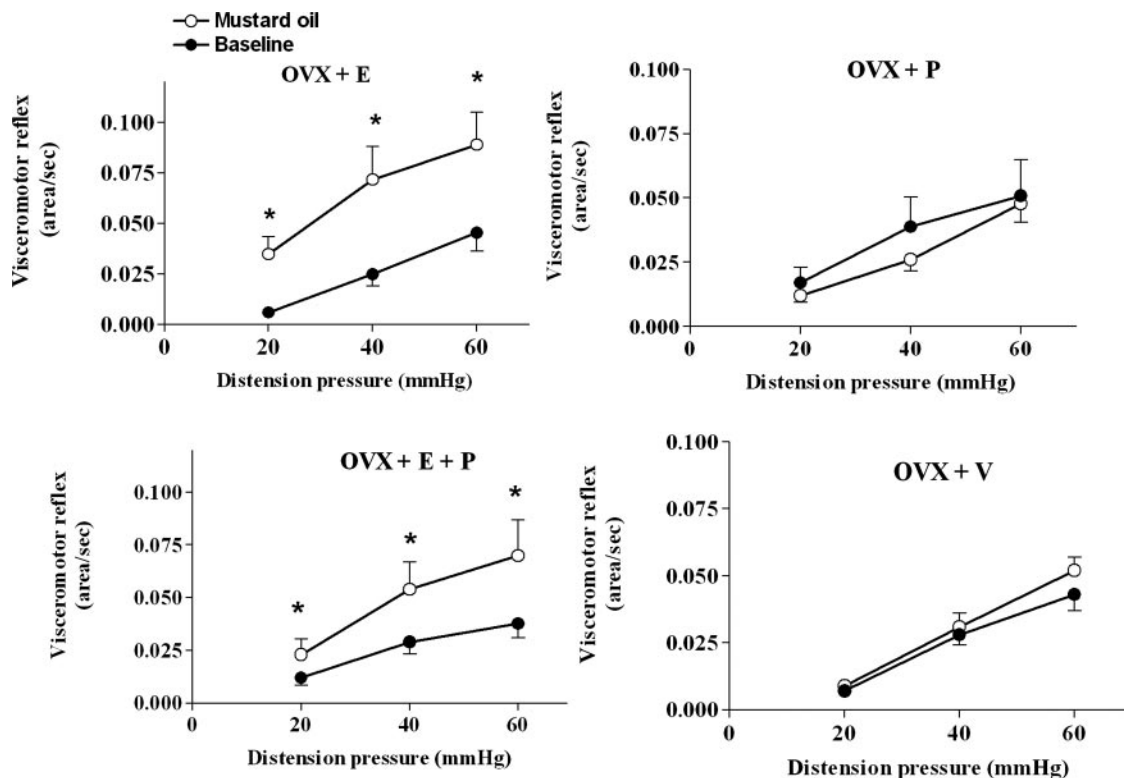 Mustard oil
Baseline
OVX + E
* * *
Visceromotor reflex
(area/sec)
0.100
0.075
0.050
0.025
0.000
0 20 40 60
Distension pressure (mmHg)
OVX + P
Visceromotor reflex
(area/sec)
0.100
0.075
0.050
0.025
0.000
0 20 40 60
Distension pressure (mmHg)
OVX + E + P
* * *
Visceromotor reflex
(area/sec)
0.100
0.075
0.050
0.025
0.000
0 20 40 60
Distension pressure (mmHg)
OVX + V
Visceromotor reflex
(area/sec)
0.100
0.075
0.050
0.025
0.000
0 20 40 60
Distension pressure (mmHg)